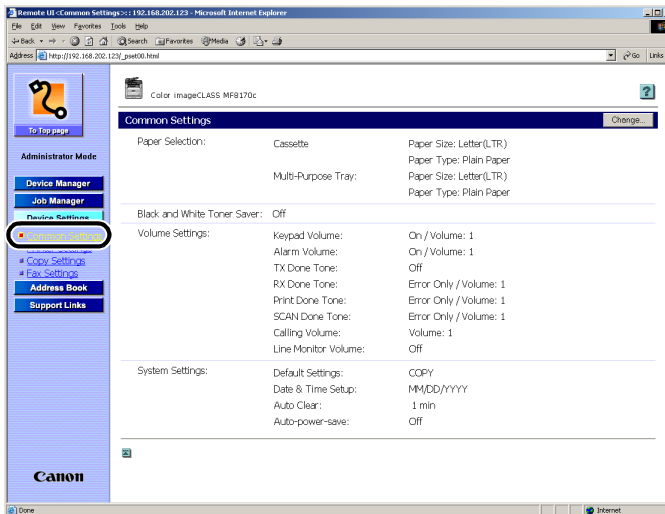 Remote UI <Common Settings> : : 192.168.202.123 - Microsoft Internet Explorer
File Edit View Favorites Tools Help
Back Search Favorites Media
Address http://192.168.202.123/_pset00.html Go Links
Color imageCLASS MF8170c
To Top page
Common Settings Change...
Administrator Mode
Device Manager
Job Manager
Device Settings
Common Settings
Copy Settings
Fax Settings
Address Book
Support Links
Paper Selection: Cassette Paper Size: Letter(LTR)
Paper Type: Plain Paper
Multi-Purpose Tray: Paper Size: Letter(LTR)
Paper Type: Plain Paper
Black and White Toner Saver: Off
Volume Settings: Keypad Volume: On / Volume: 1
Alarm Volume: On / Volume: 1
TX Done Tone: Off
RX Done Tone: Error Only / Volume: 1
Print Done Tone: Error Only / Volume: 1
SCAN Done Tone: Error Only / Volume: 1
Calling Volume: Volume: 1
Line Monitor Volume: Off
System Settings: Default Settings: COPY
Date & Time Setup: MM/DD/YYYY
Auto Clear: 1 min
Auto-power-save: Off
Canon
Done Internet